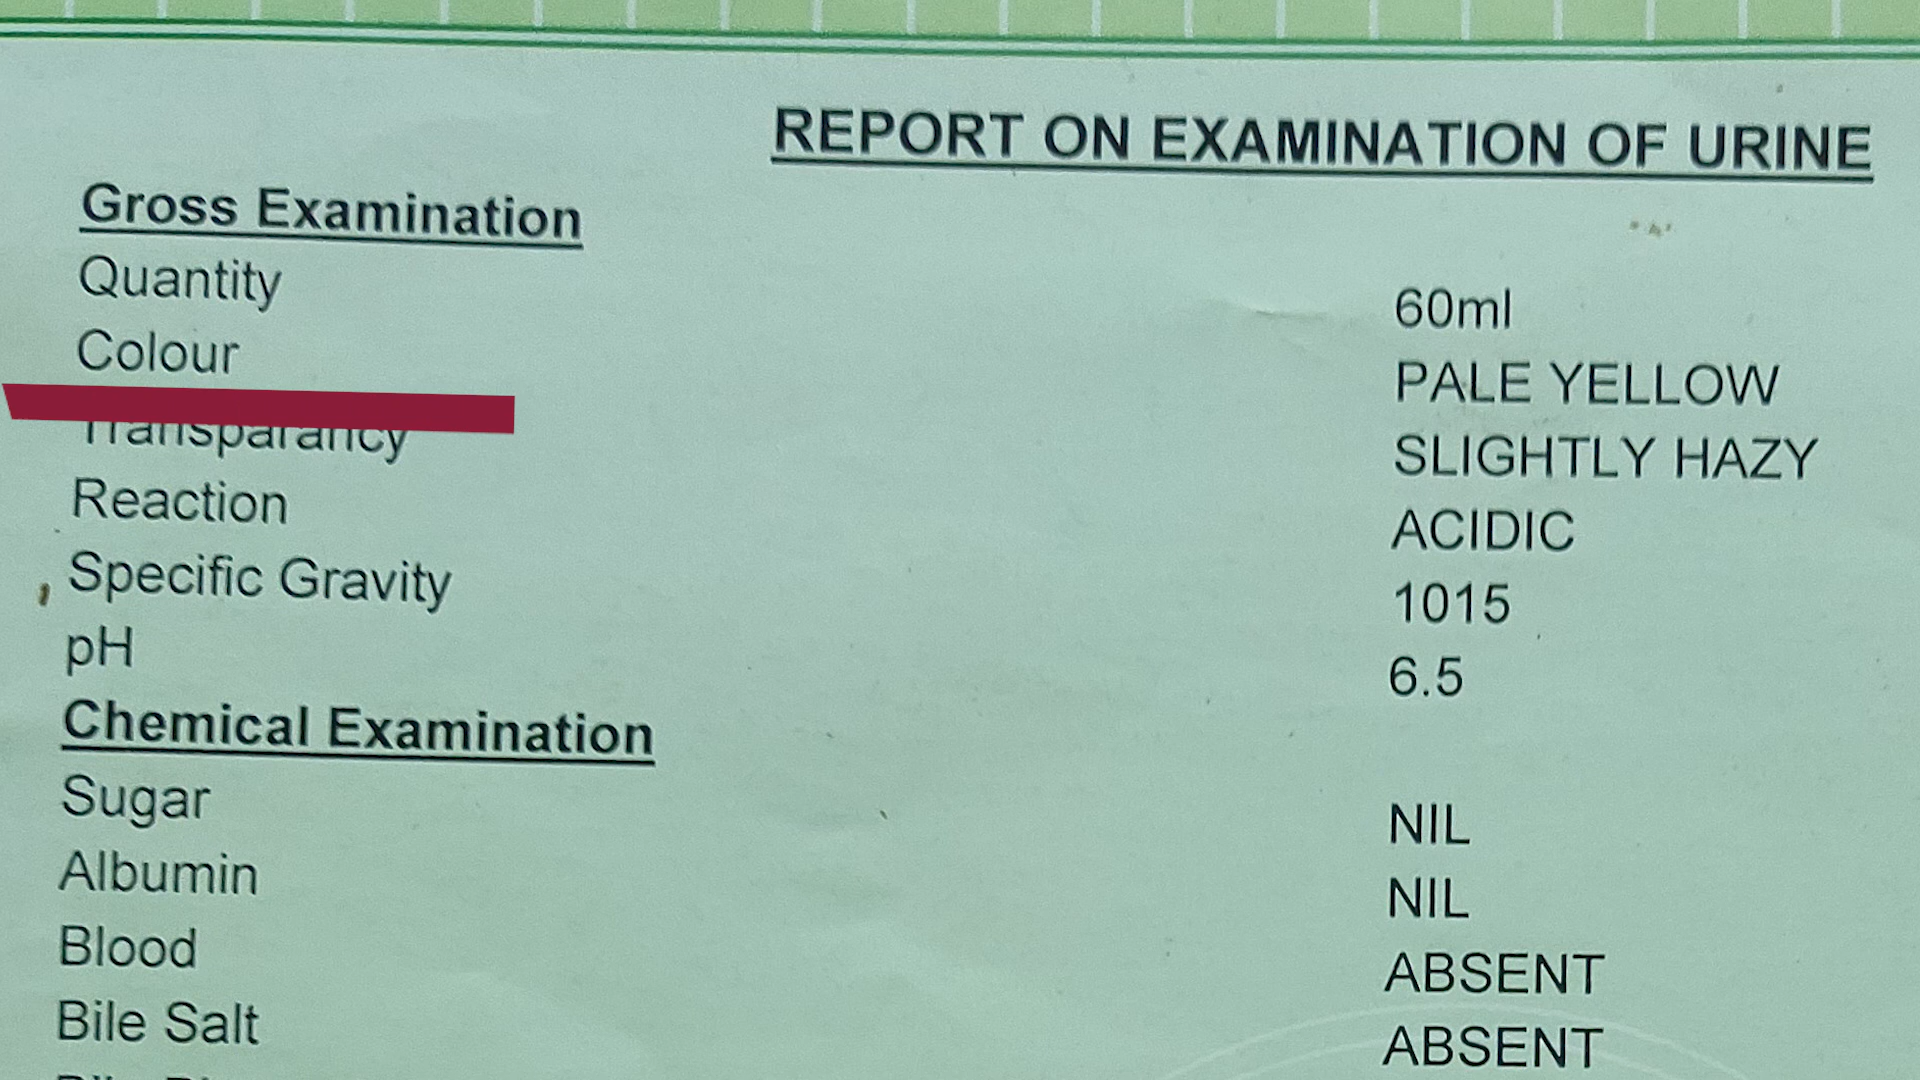 REPORT ON EXAMINATION OF URINE
Gross Examination
Quantity 60ml
Colour PALE YELLOW
Transparancy SLIGHTLY HAZY
Reaction ACIDIC
Specific Gravity 1015
pH 6.5
Chemical Examination
Sugar NIL
Albumin NIL
Blood ABSENT
Bile Salt ABSENT